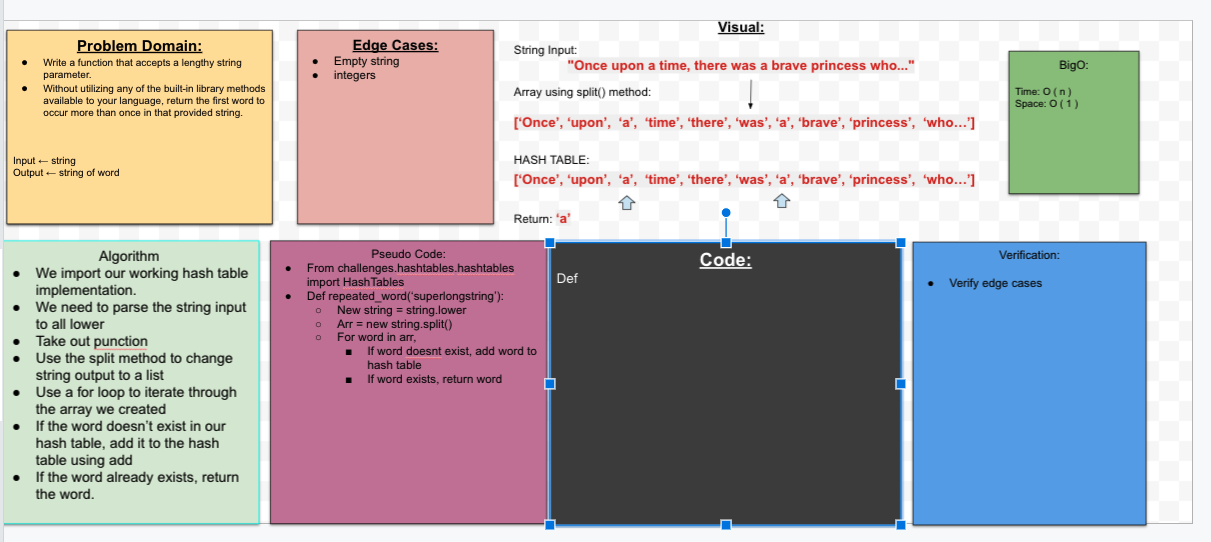 Problem Domain:
● Write a function that accepts a lengthy string
parameter.
● Without utilizing any of the built-in library methods
available to your language, return the first word to
occur more than once in that provided string.
Input ← string
Output ← string of word
Edge Cases:
● Empty string
● integers
Visual:
String Input:
"Once upon a time, there was a brave princess who..."
Array using split() method:
[‘Once’, ‘upon’, ‘a’, ‘time’, ‘there’, ‘was’, ‘a’, ‘brave’, ‘princess’, ‘who…’]
HASH TABLE:
[‘Once’, ‘upon’, ‘a’, ‘time’, ‘there’, ‘was’, ‘a’, ‘brave’, ‘princess’, ‘who…’]
Return: ‘a’
BigO:
Time: O ( n )
Space: O ( 1 )
Algorithm
● We import our working hash table
implementation.
● We need to parse the string input
to all lower
● Take out punction
● Use the split method to change
string output to a list
● Use a for loop to iterate through
the array we created
● If the word doesn’t exist in our
hash table, add it to the hash
table using add
● If the word already exists, return
the word.
Pseudo Code:
● From challenges.hashtables.hashtables
import HashTables
● Def repeated_word(‘superlongstring’):
○ New string = string.lower
○ Arr = new string.split()
○ For word in arr,
■ If word doesnt exist, add word to
hash table
■ If word exists, return word
Code:
Def
Verification:
● Verify edge cases